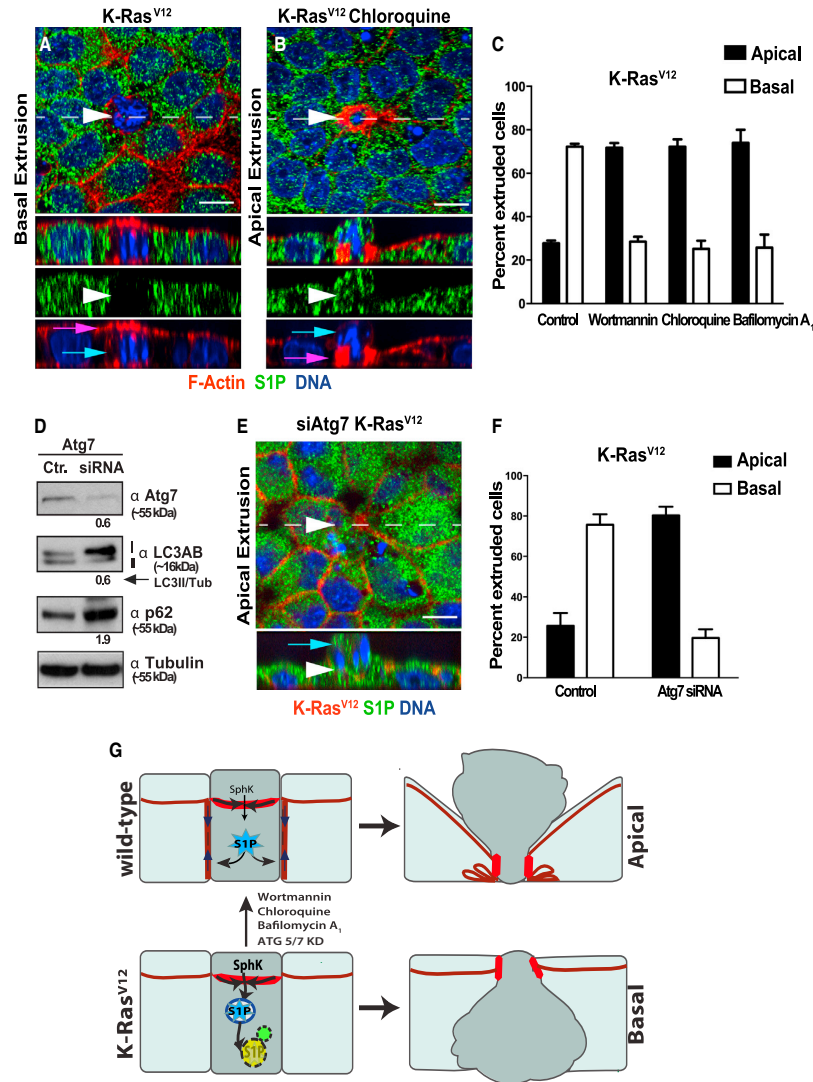 K-Ras^V12
K-Ras^V12 Chloroquine
A
B
Basal Extrusion
Apical Extrusion
F-Actin S1P DNA
C
Apical
Basal
K-Ras^V12
Percent extruded cells
100
80
60
40
20
0
Control Wortmannin Chloroquine Bafilomycin A₁
D
Atg7
Ctr. siRNA
α Atg7
(~55 kDa)
0.6
I
II
α LC3AB
(~16kDa)
0.6
LC3II/Tub
α p62
(~55kDa)
1.9
α Tubulin
(~55kDa)
E
siAtg7 K-Ras^V12
Apical Extrusion
K-Ras^V12 S1P DNA
F
K-Ras^V12
Apical
Basal
Percent extruded cells
100
80
60
40
20
0
Control Atg7 siRNA
G
wild-type
SphK
S1P
Apical
Wortmannin
Chloroquine
Bafilomycin A₁
ATG 5/7 KD
K-Ras^V12
SphK
S1P
S1P
Basal